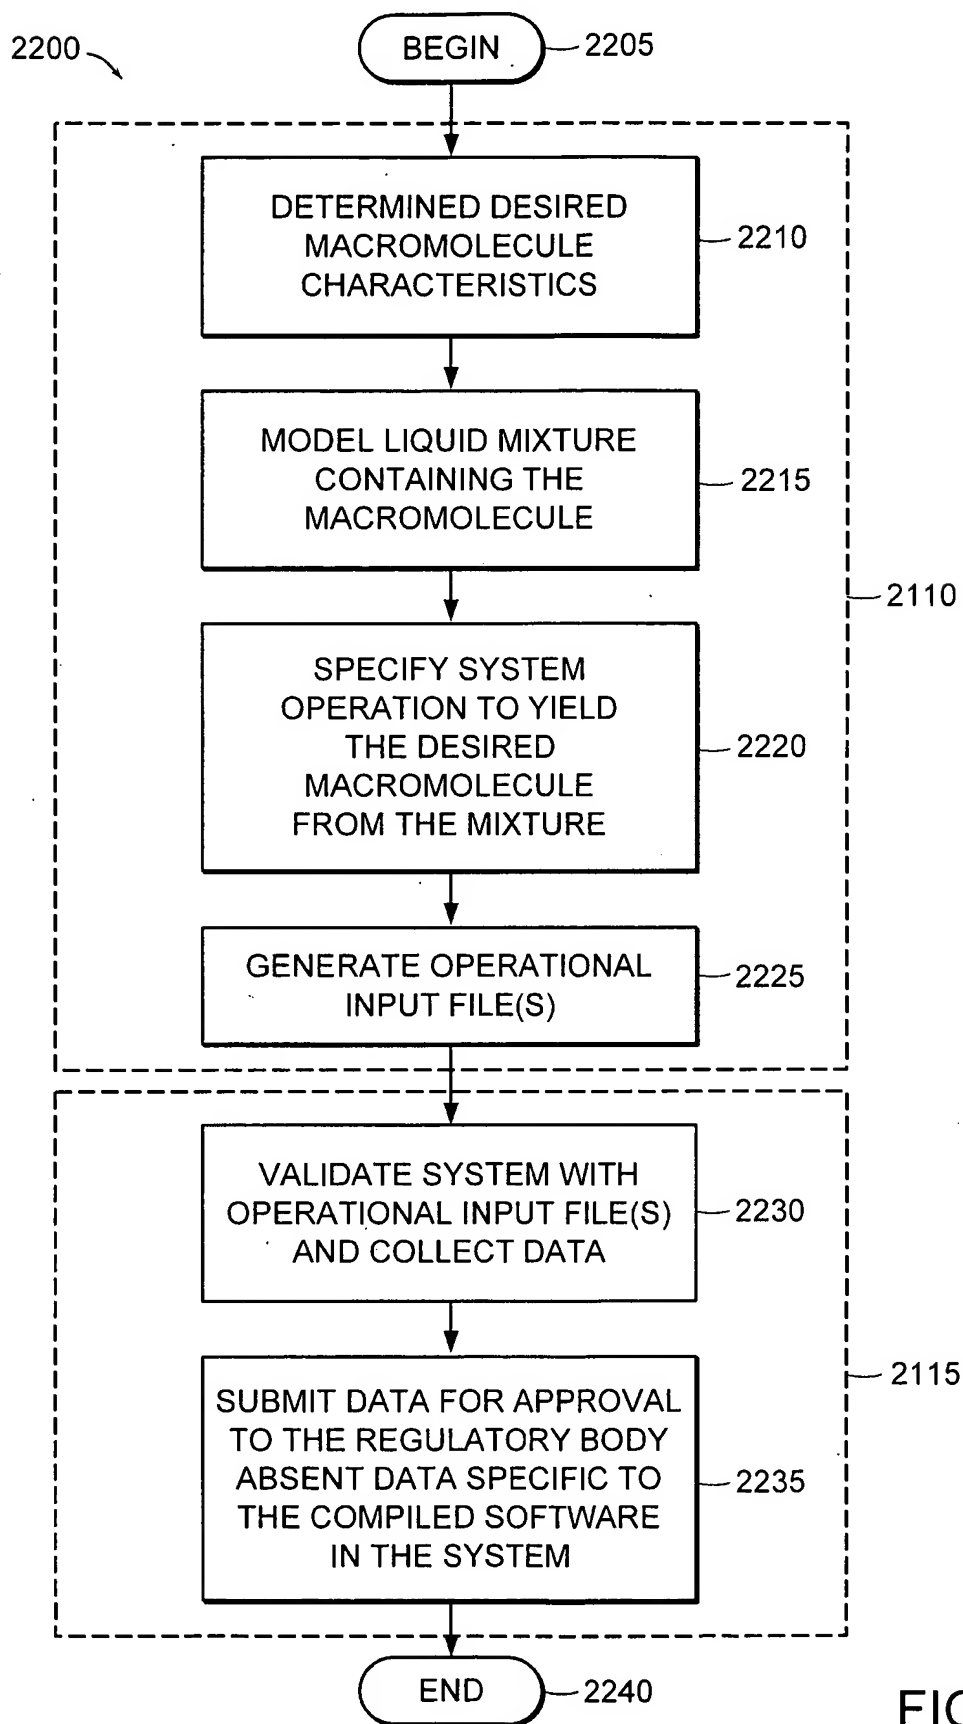 2200
BEGIN
2205
DETERMINED DESIRED
MACROMOLECULE
CHARACTERISTICS
2210
MODEL LIQUID MIXTURE
CONTAINING THE
MACROMOLECULE
2215
2110
SPECIFY SYSTEM
OPERATION TO YIELD
THE DESIRED
MACROMOLECULE
FROM THE MIXTURE
2220
GENERATE OPERATIONAL
INPUT FILE(S)
2225
VALIDATE SYSTEM WITH
OPERATIONAL INPUT FILE(S)
AND COLLECT DATA
2230
SUBMIT DATA FOR APPROVAL
TO THE REGULATORY BODY
ABSENT DATA SPECIFIC TO
THE COMPILED SOFTWARE
IN THE SYSTEM
2235
2115
END
2240